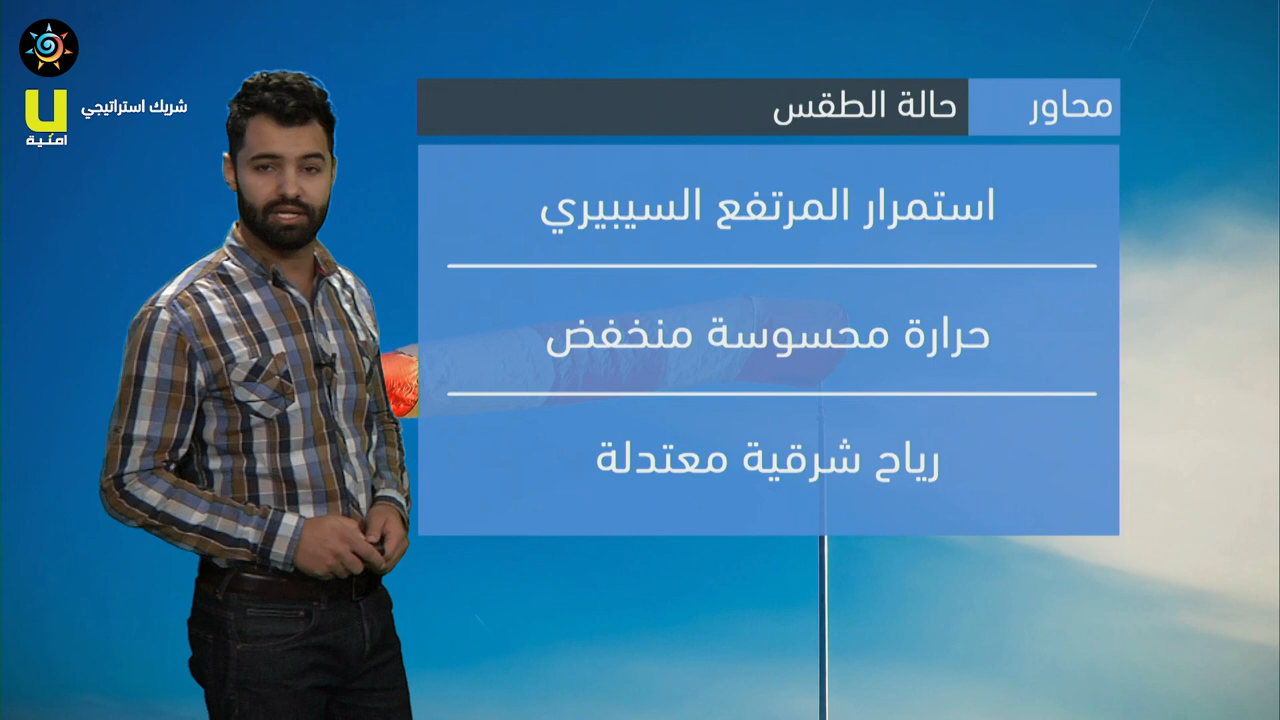 محاور
حالة الطقس
استمرار المرتفع السيبيري
حرارة محسوسة منخفض
رياح شرقية معتدلة
شريك استراتيجي
U
امنية